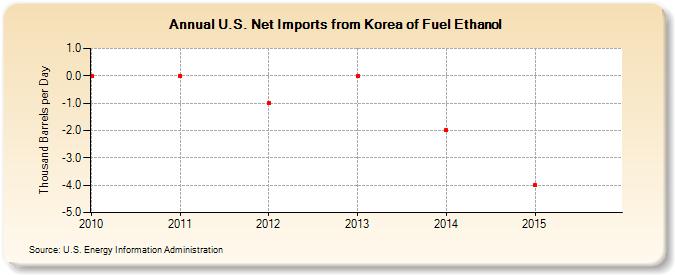 Annual U.S. Net Imports from Korea of Fuel Ethanol
Thousand Barrels per Day
1.0
0.0
-1.0
-2.0
-3.0
-4.0
-5.0
2010 2011 2012 2013 2014 2015
Source: U.S. Energy Information Administration